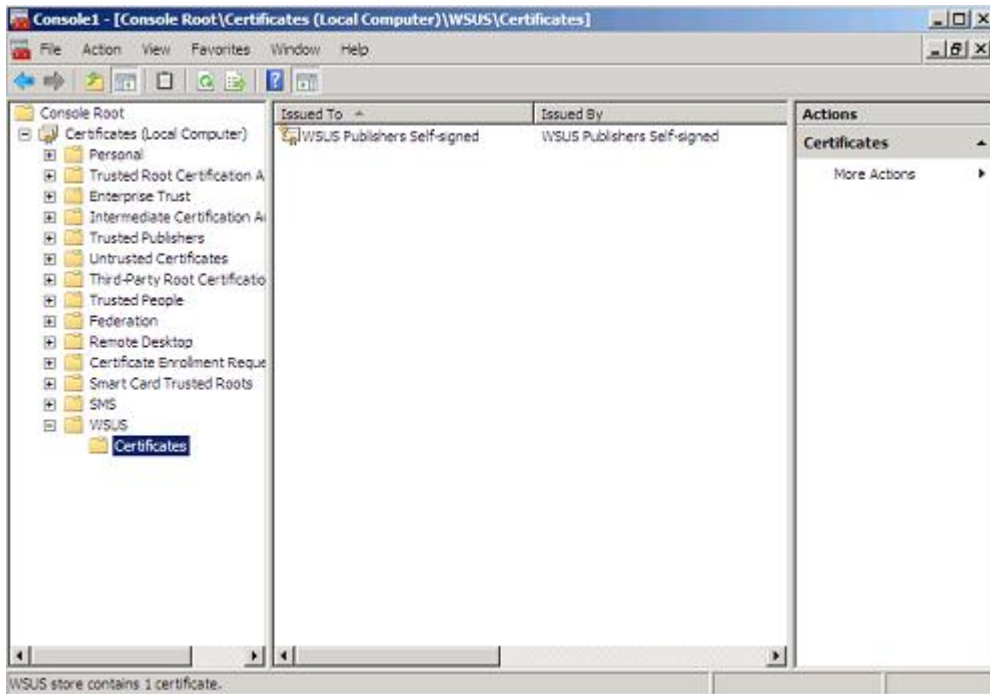 Console1 - [Console Root\Certificates (Local Computer)\WSUS\Certificates]
File Action View Favorites Window Help
Console Root
Certificates (Local Computer)
Personal
Trusted Root Certification A
Enterprise Trust
Intermediate Certification A
Trusted Publishers
Untrusted Certificates
Third-Party Root Certificatio
Trusted People
Federation
Remote Desktop
Certificate Enrollment Reque
Smart Card Trusted Roots
SMS
WSUS
Certificates
Issued To Issued By
WSUS Publishers Self-signed WSUS Publishers Self-signed
Actions
Certificates
More Actions
WSUS store contains 1 certificate.